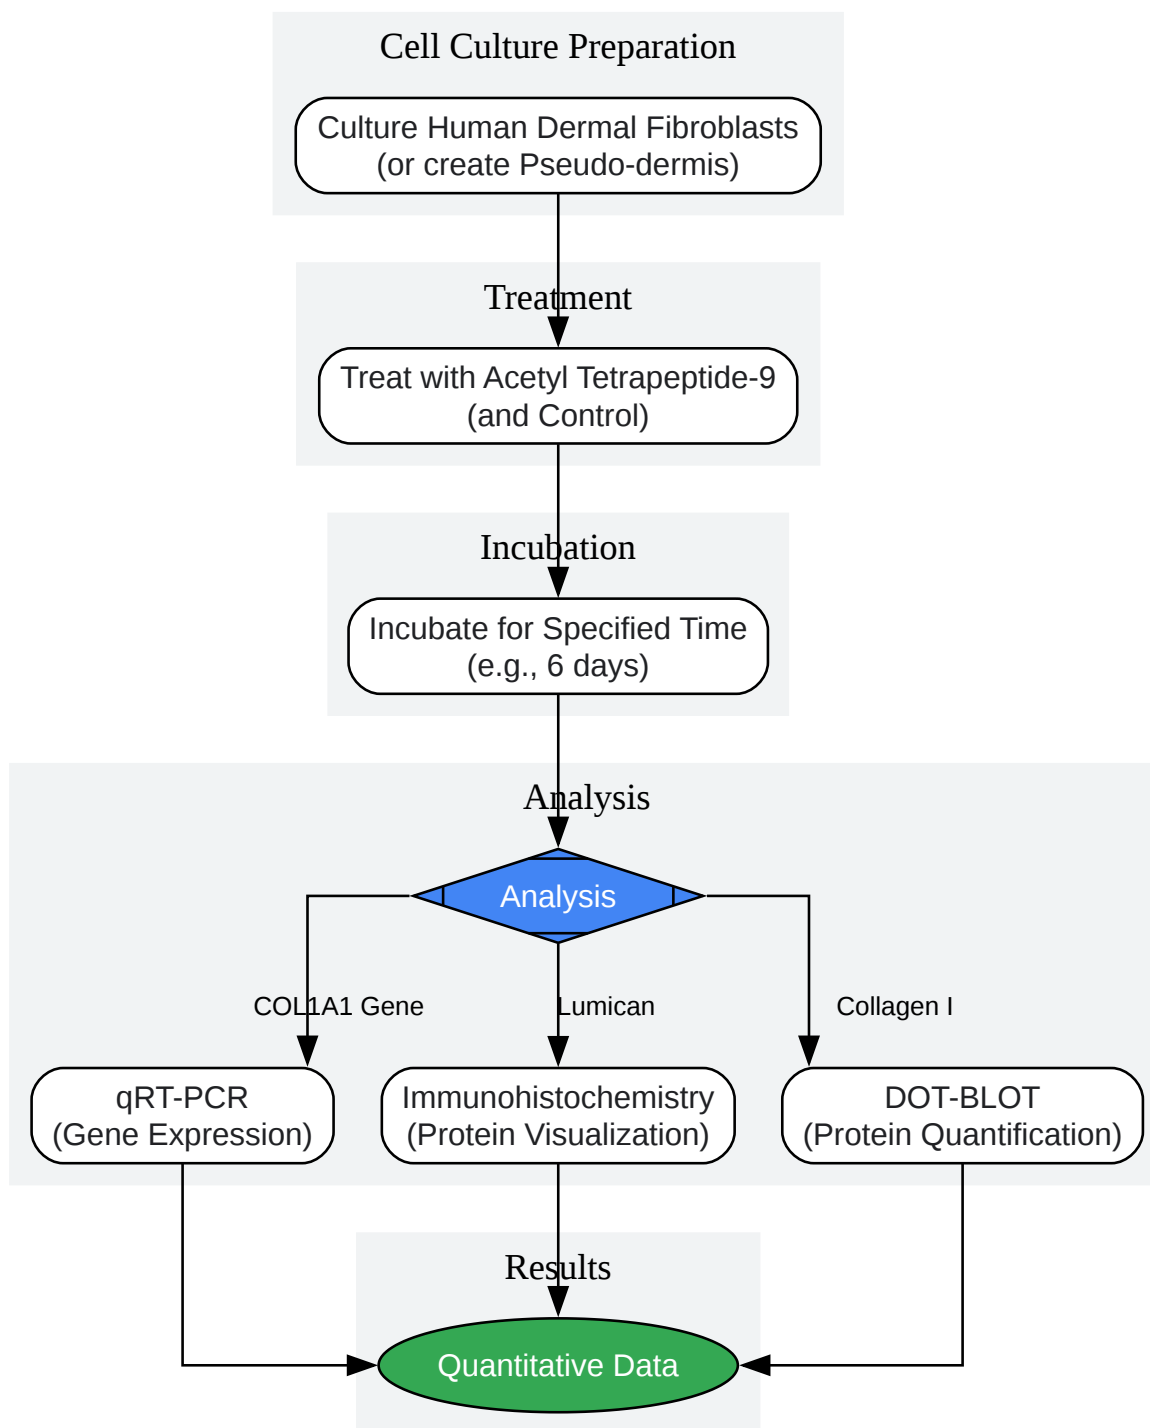 Cell Culture Preparation
Culture Human Dermal Fibroblasts
(or create Pseudo-dermis)
Treatment
Treat with Acetyl Tetrapeptide-9
(and Control)
Incubation
Incubate for Specified Time
(e.g., 6 days)
Analysis
Analysis
COL1A1 Gene
Lumican
Collagen I
qRT-PCR
(Gene Expression)
Immunohistochemistry
(Protein Visualization)
DOT-BLOT
(Protein Quantification)
Results
Quantitative Data